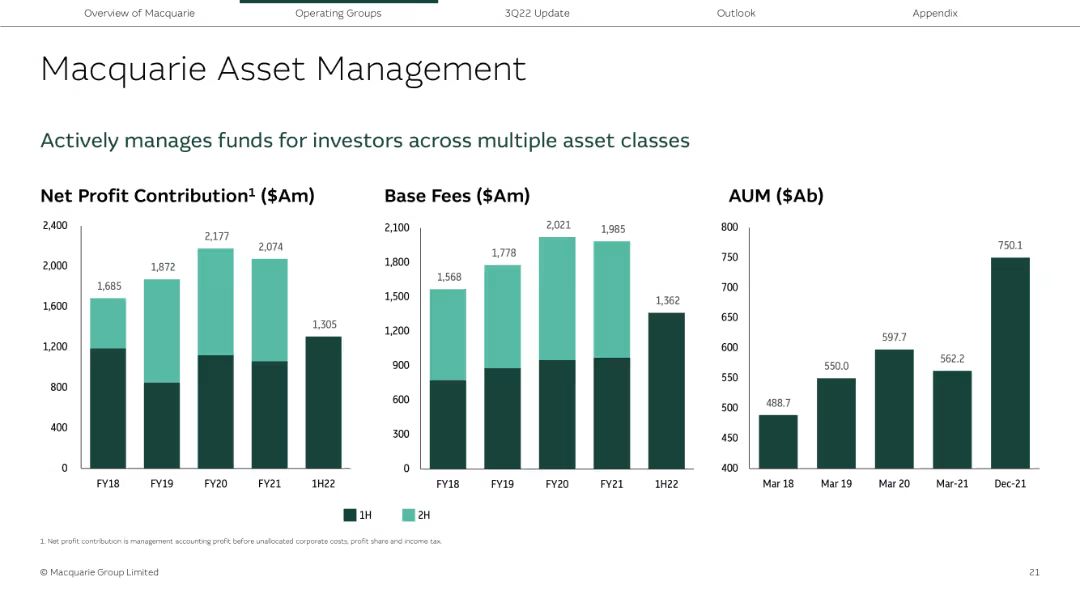 Overview of Macquarie
Operating Groups
3Q22 Update
Outlook
Appendix
Macquarie Asset Management
Actively manages funds for investors across multiple asset classes
Net Profit Contribution¹ ($Am)
2,400
2,000
1,600
1,200
800
400
0
1,685
1,872
2,177
2,074
1,305
FY18
FY19
FY20
FY21
1H22
Base Fees ($Am)
2,100
1,800
1,500
1,200
900
600
300
0
1,568
1,778
2,021
1,985
1,362
FY18
FY19
FY20
FY21
1H22
AUM ($Ab)
800
750
700
650
600
550
500
450
400
488.7
550.0
597.7
562.2
750.1
Mar 18
Mar 19
Mar 20
Mar-21
Dec-21
1H
2H
1. Net profit contribution is management accounting profit before unallocated corporate costs, profit share and income tax.
© Macquarie Group Limited
21